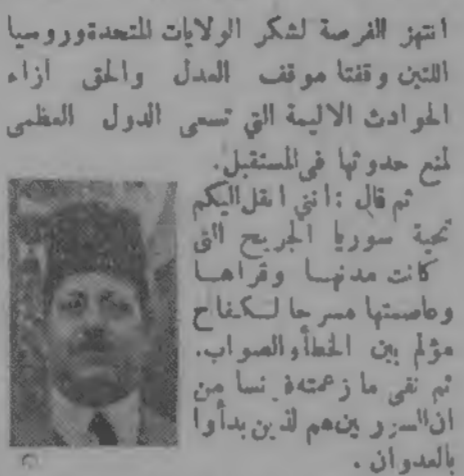 انتهز الفرصة لشكر الولايات المتحدة وروسيا
اللتين وقفتا موقف العدل والحق ازاء
الحوادث الاليمة التي تسعى الدول العظمى
لمنع حدوثها في المستقبل.
ثم قال : انني انقل اليكم
تحية سوريا الجريح التي
كانت مدنها وقراها
وعاصمتها مسرحا لكفاح
مؤلم بين الخطأ والصواب.
ثم نفى ما زعمته فرنسا من
ان السوريين هم الذين بدأوا
بالعدوان .